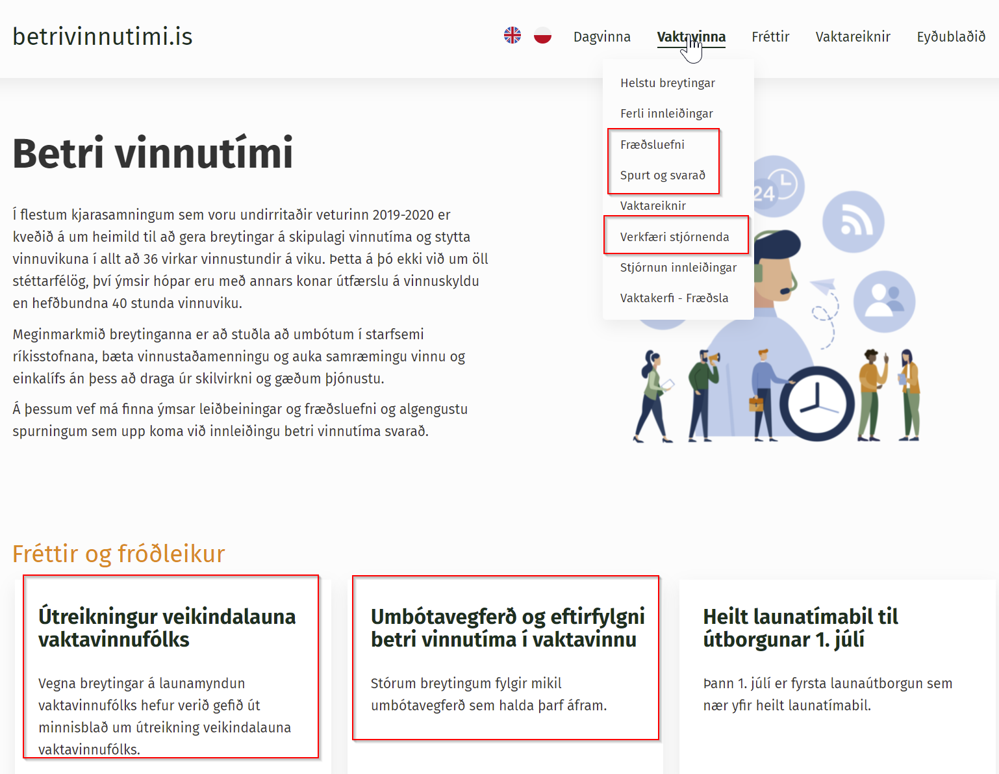 betrivinnutimi.is
Dagvinna
Vaktavinna
Fréttir
Vaktareiknir
Eyðublaðið
Helstu breytingar
Ferli innleiðingar
Fræðsluefni
Spurt og svarað
Vaktareiknir
Verkfæri stjórnenda
Stjórnun innleiðingar
Vaktakerfi - Fræðsla
Betri vinnutími
Í flestum kjarasamningum sem voru undirritaðir veturinn 2019-2020 er
kveðið á um heimild til að gera breytingar á skipulagi vinnutíma og stytta
vinnuvikuna í allt að 36 virkar vinnustundir á viku. Þetta á þó ekki við um öll
stéttarfélög, því ýmsir hópar eru með annars konar útfærslu á vinnuskyldu
en hefðbundna 40 stunda vinnuviku.
Meginmarkmið breytinganna er að stuðla að umbótum í starfsemi
ríkisstofnana, bæta vinnustaðamenningu og auka samræmingu vinnu og
einkalífs án þess að draga úr skilvirkni og gæðum þjónustu.
Á þessum vef má finna ýmsar leiðbeiningar og fræðsluefni og algengustu
spurningum sem upp koma við innleiðingu betri vinnutíma svarað.
24
Fréttir og fróðleikur
Útreikningur veikindalauna
vaktavinnufólks
Vegna breytingar á launamyndun
vaktavinnufólks hefur verið gefið út
minnisblað um útreikning veikindalauna
vaktavinnufólks.
Umbótavegferð og eftirfylgni
betri vinnutíma í vaktavinnu
Stórum breytingum fylgir mikil
umbótavegferð sem halda þarf áfram.
Heilt launatímabil til
útborgunar 1. júlí
Þann 1. júlí er fyrsta launaútborgun sem
nær yfir heilt launatímabil.